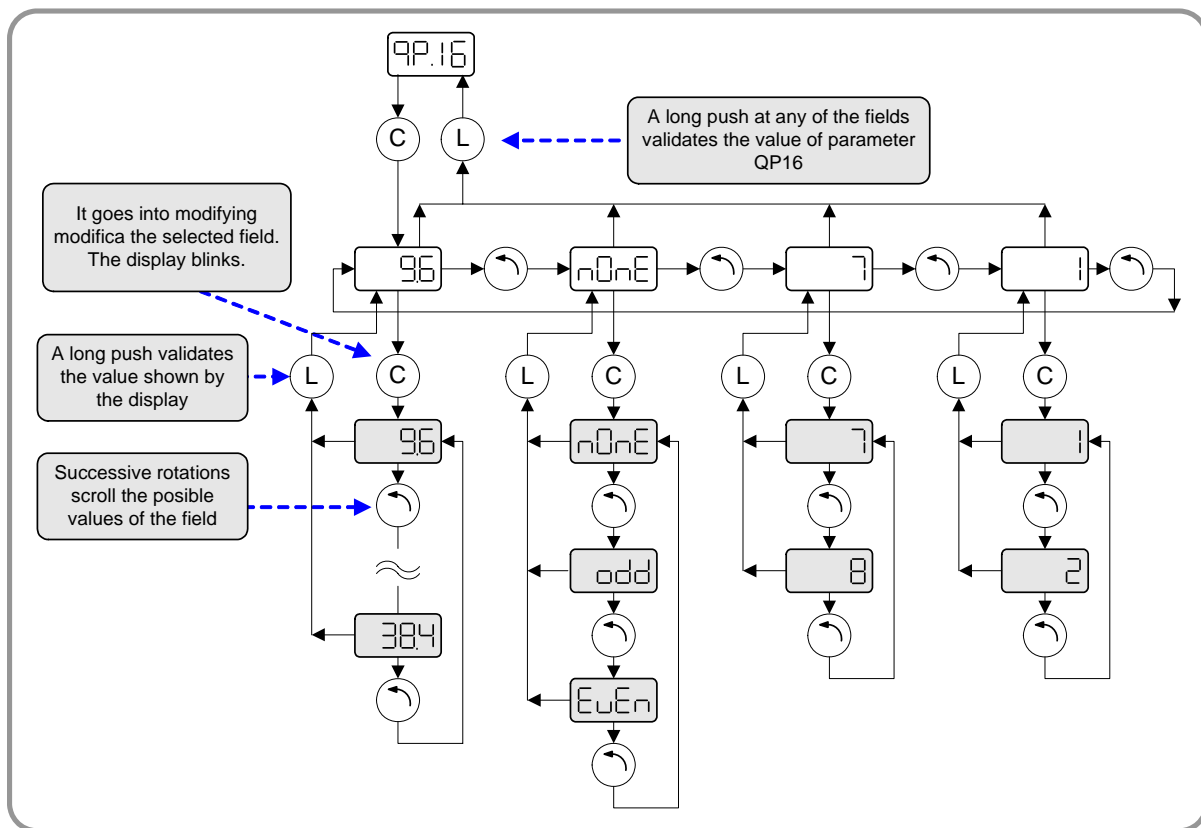 qP.16
C
L
A long push at any of the fields
validates the value of parameter
QP16
It goes into modifying
modifica the selected field.
The display blinks.
9.6
nOnE
7
1
A long push validates
the value shown by
the display
L
C
L
C
L
C
L
C
9.6
nOnE
7
1
Successive rotations
scroll the posible
values of the field
odd
8
2
38.4
EvEn